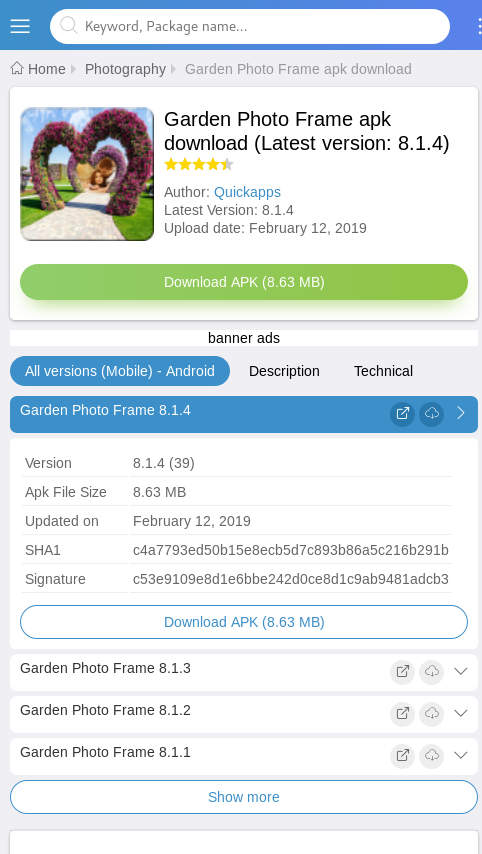 Keyword, Package name...
Home Photography Garden Photo Frame apk download
Garden Photo Frame apk
download (Latest version: 8.1.4)
Author: Quickapps
Latest Version: 8.1.4
Upload date: February 12, 2019
Download APK (8.63 MB)
banner ads
All versions (Mobile) - Android Description Technical
Garden Photo Frame 8.1.4
Version 8.1.4 (39)
Apk File Size 8.63 MB
Updated on February 12, 2019
SHA1 c4a7793ed50b15e8ecb5d7c893b86a5c216b291b
Signature c53e9109e8d1e6bbe242d0ce8d1c9ab9481adcb3
Download APK (8.63 MB)
Garden Photo Frame 8.1.3
Garden Photo Frame 8.1.2
Garden Photo Frame 8.1.1
Show more